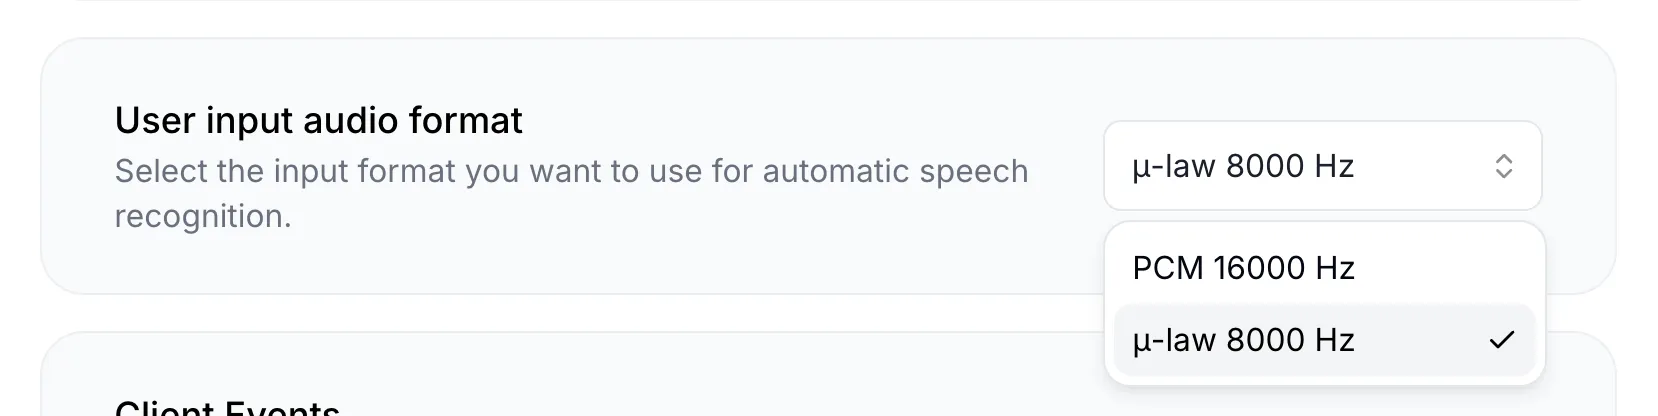 User input audio format
Select the input format you want to use for automatic speech
recognition.
μ-law 8000 Hz
PCM 16000 Hz
μ-law 8000 Hz
Client Events